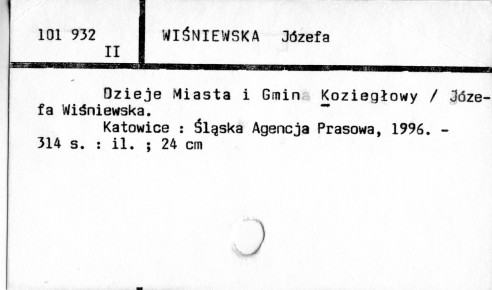 101 932 WIŚNIEWSKA Józefa
II
Dzieje Miasta i Gmina Koziegłowy / Józe-
fa Wiśniewska.
Katowice : Śląska Agencja Prasowa, 1996. -
314 s. : il. ; 24 cm